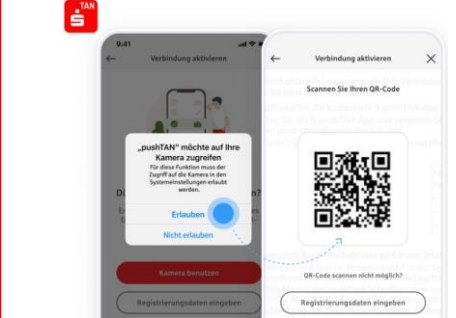 TAN
9:41
Verbindung aktivieren
„pushTAN" möchte auf Ihre
Kamera zugreifen
Für diese Funktion muss der
Zugriff auf die Kamera in den
Systemeinstellungen erlaubt
werden.
Erlauben
Nicht erlauben
Kamera benutzen
Registrierungsdaten eingeben
Verbindung aktivieren
Scannen Sie Ihren QR-Code
QR-Code scannen nicht möglich?
Registrierungsdaten eingeben